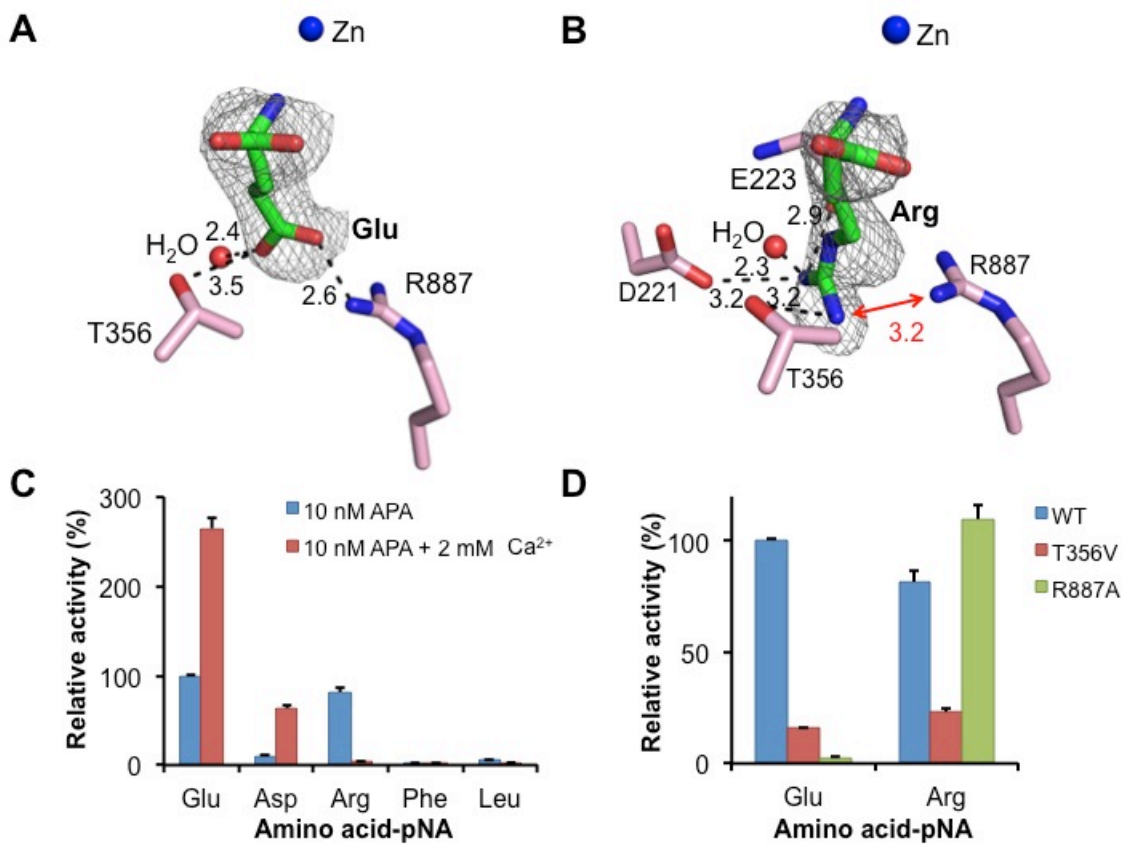 A
Zn
H2O
2.4
Glu
3.5
2.6
R887
T356
B
Zn
E223
2.9
Arg
H2O
2.3
R887
D221
3.2
3.2
3.2
T356
C
300
200
100
0
Relative activity (%)
10 nM APA
10 nM APA + 2 mM Ca2+
Glu Asp Arg Phe Leu
Amino acid-pNA
D
100
50
0
Relative activity (%)
WT
T356V
R887A
Glu Arg
Amino acid-pNA